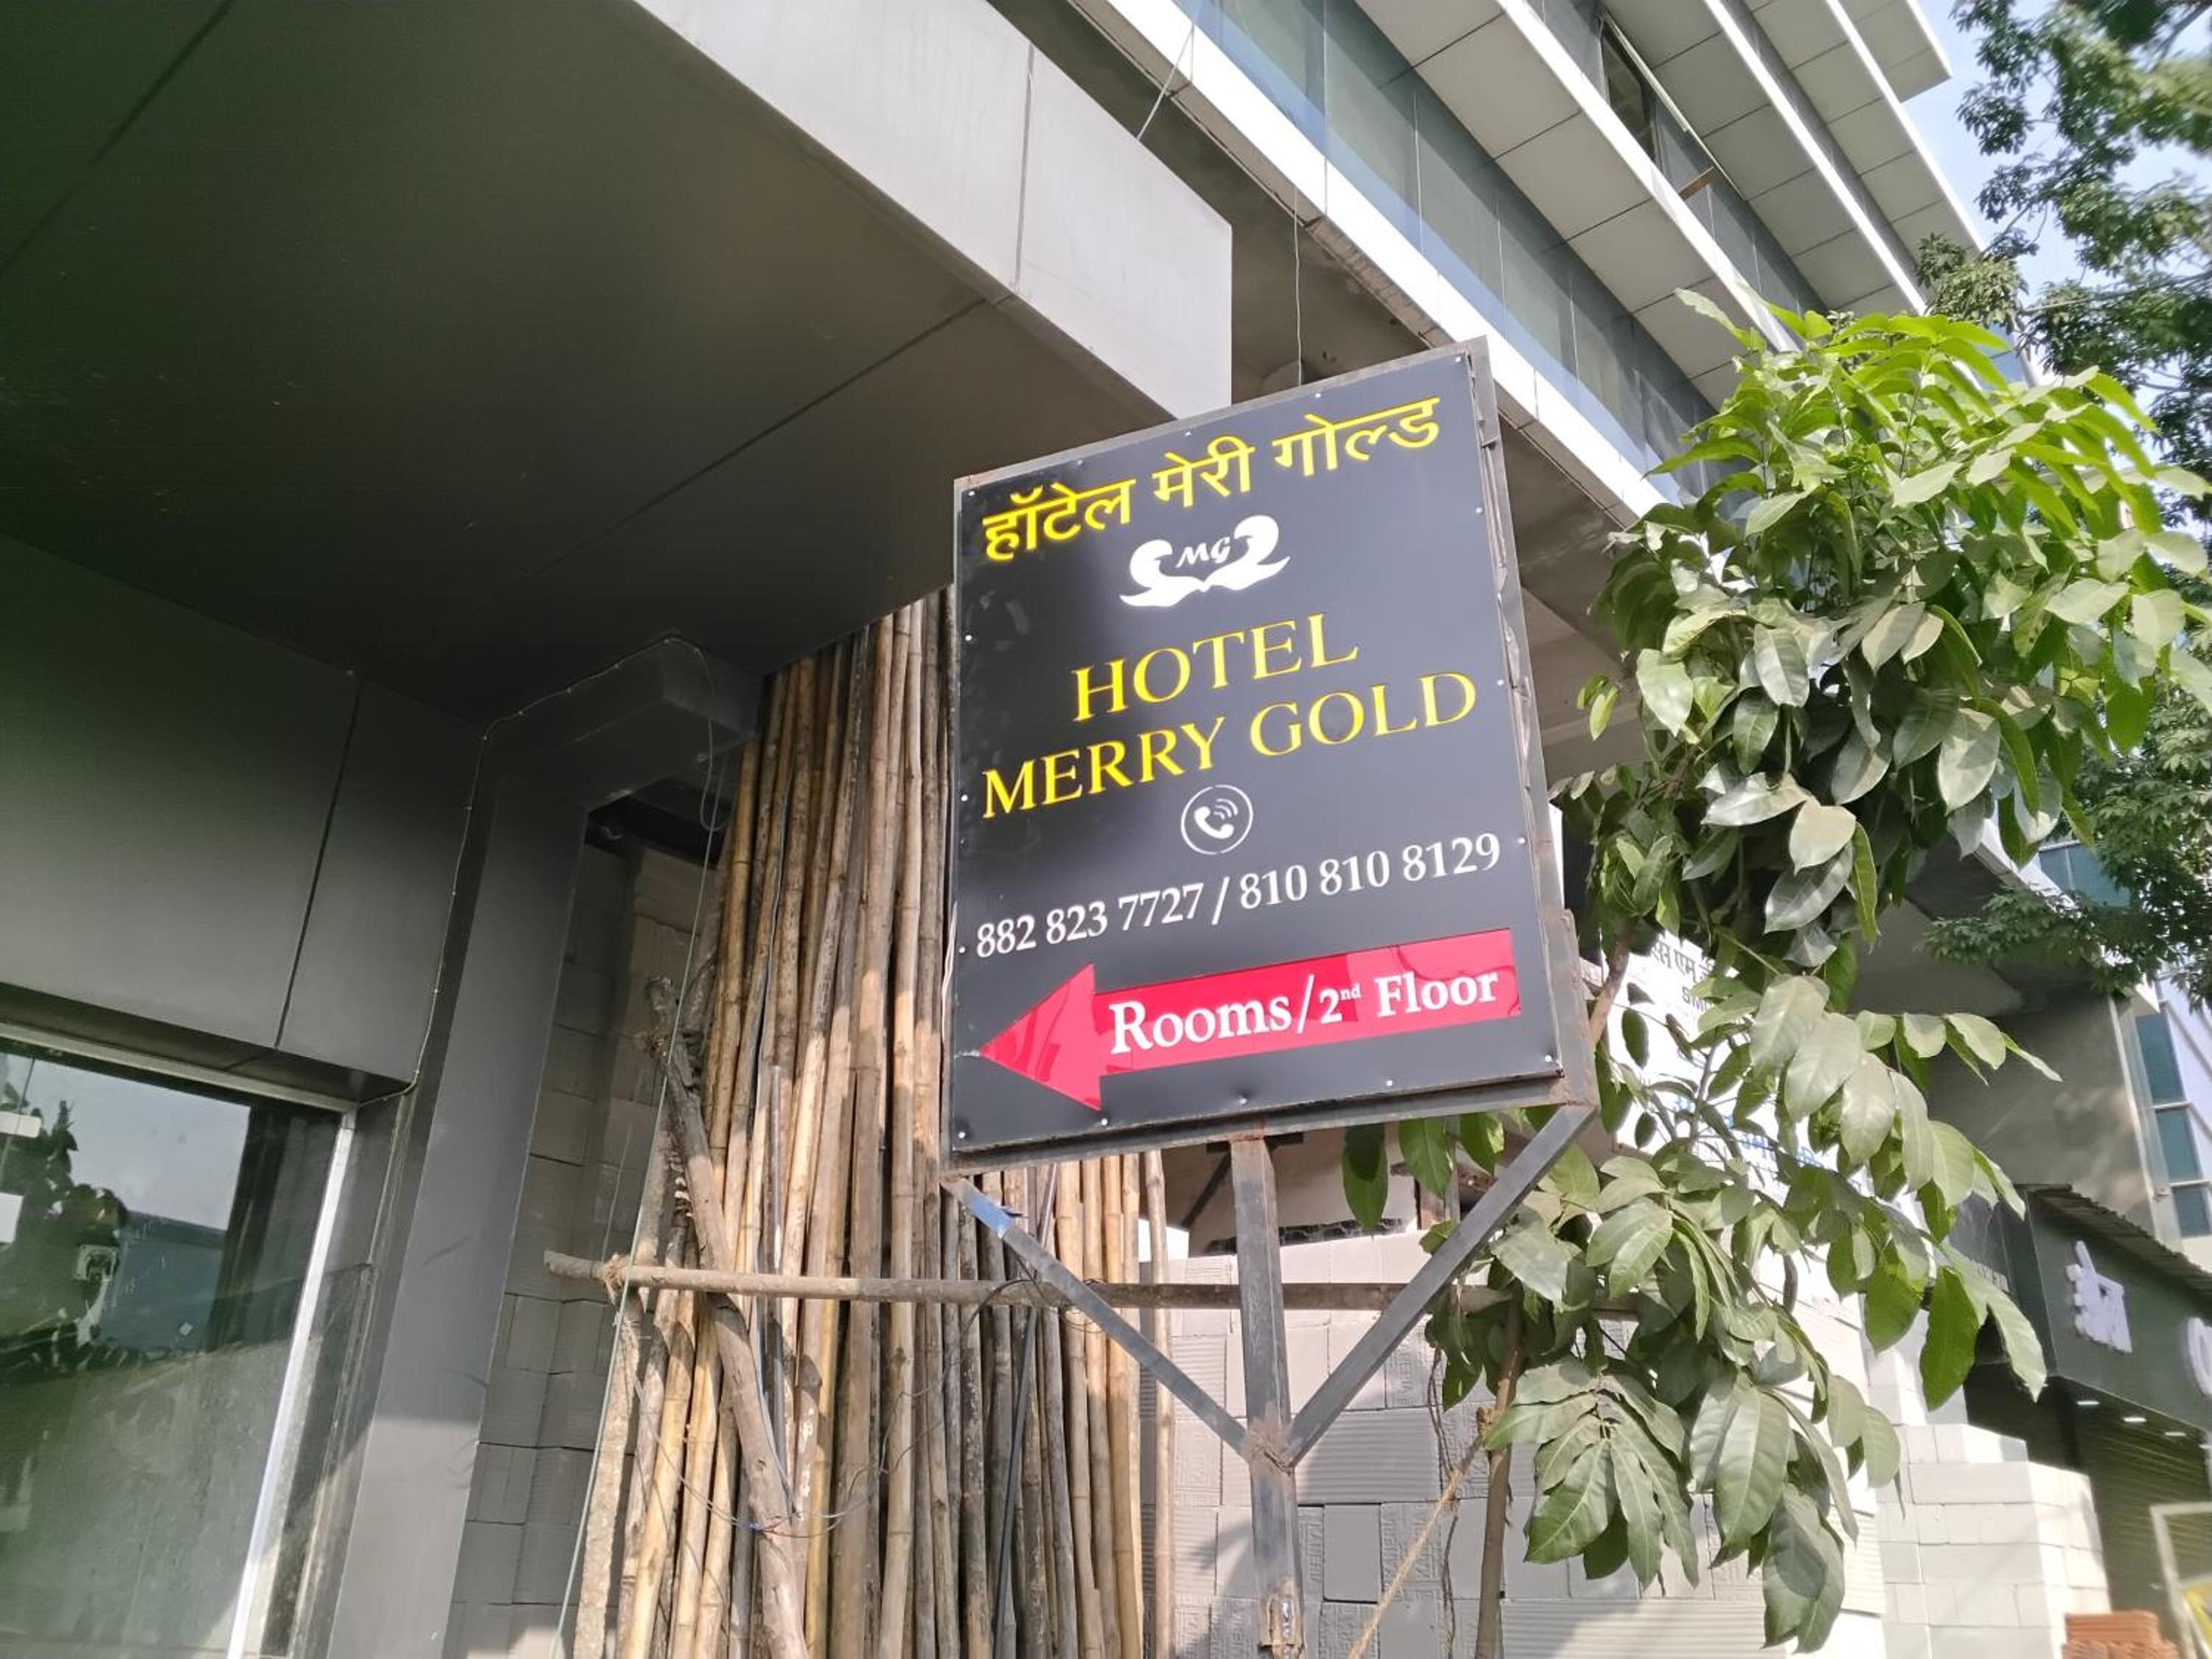 हॉटेल मेरी गोल्ड
MG
HOTEL
MERRY GOLD
882 823 7727 / 810 810 8129
Rooms/2nd Floor